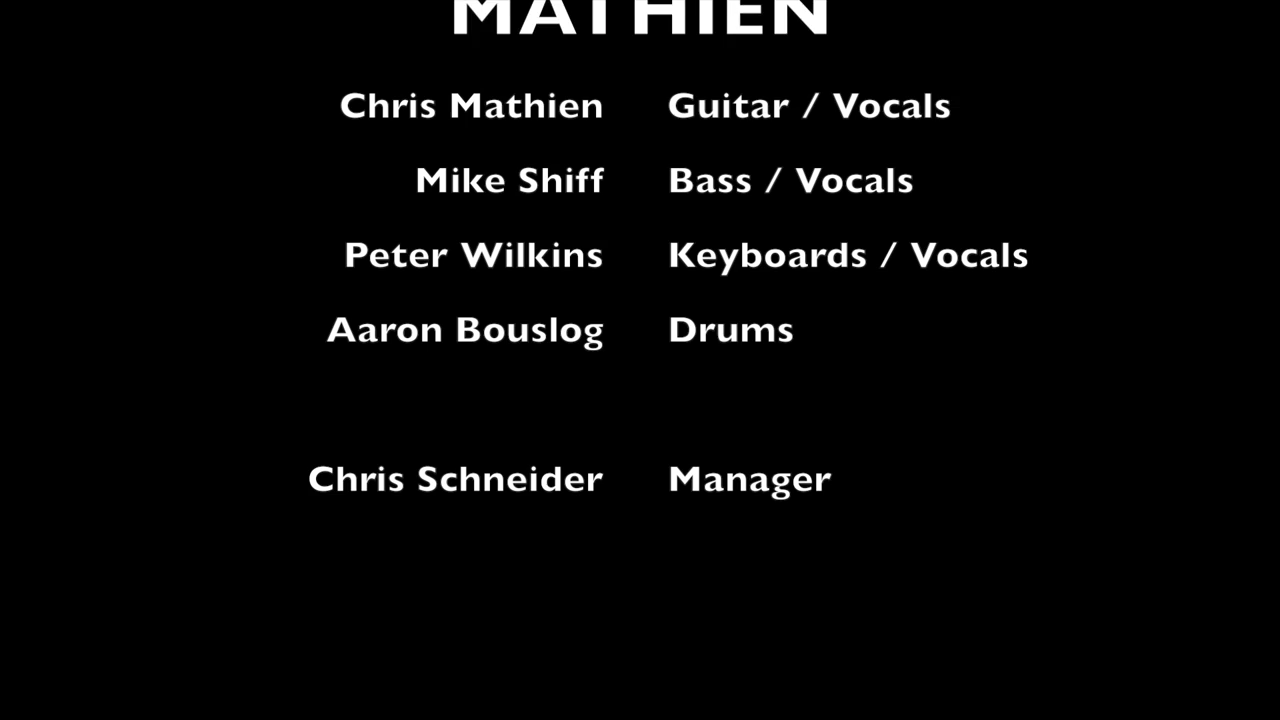 MATHIEN
Chris Mathien Guitar / Vocals
Mike Shiff Bass / Vocals
Peter Wilkins Keyboards / Vocals
Aaron Bouslog Drums
Chris Schneider Manager